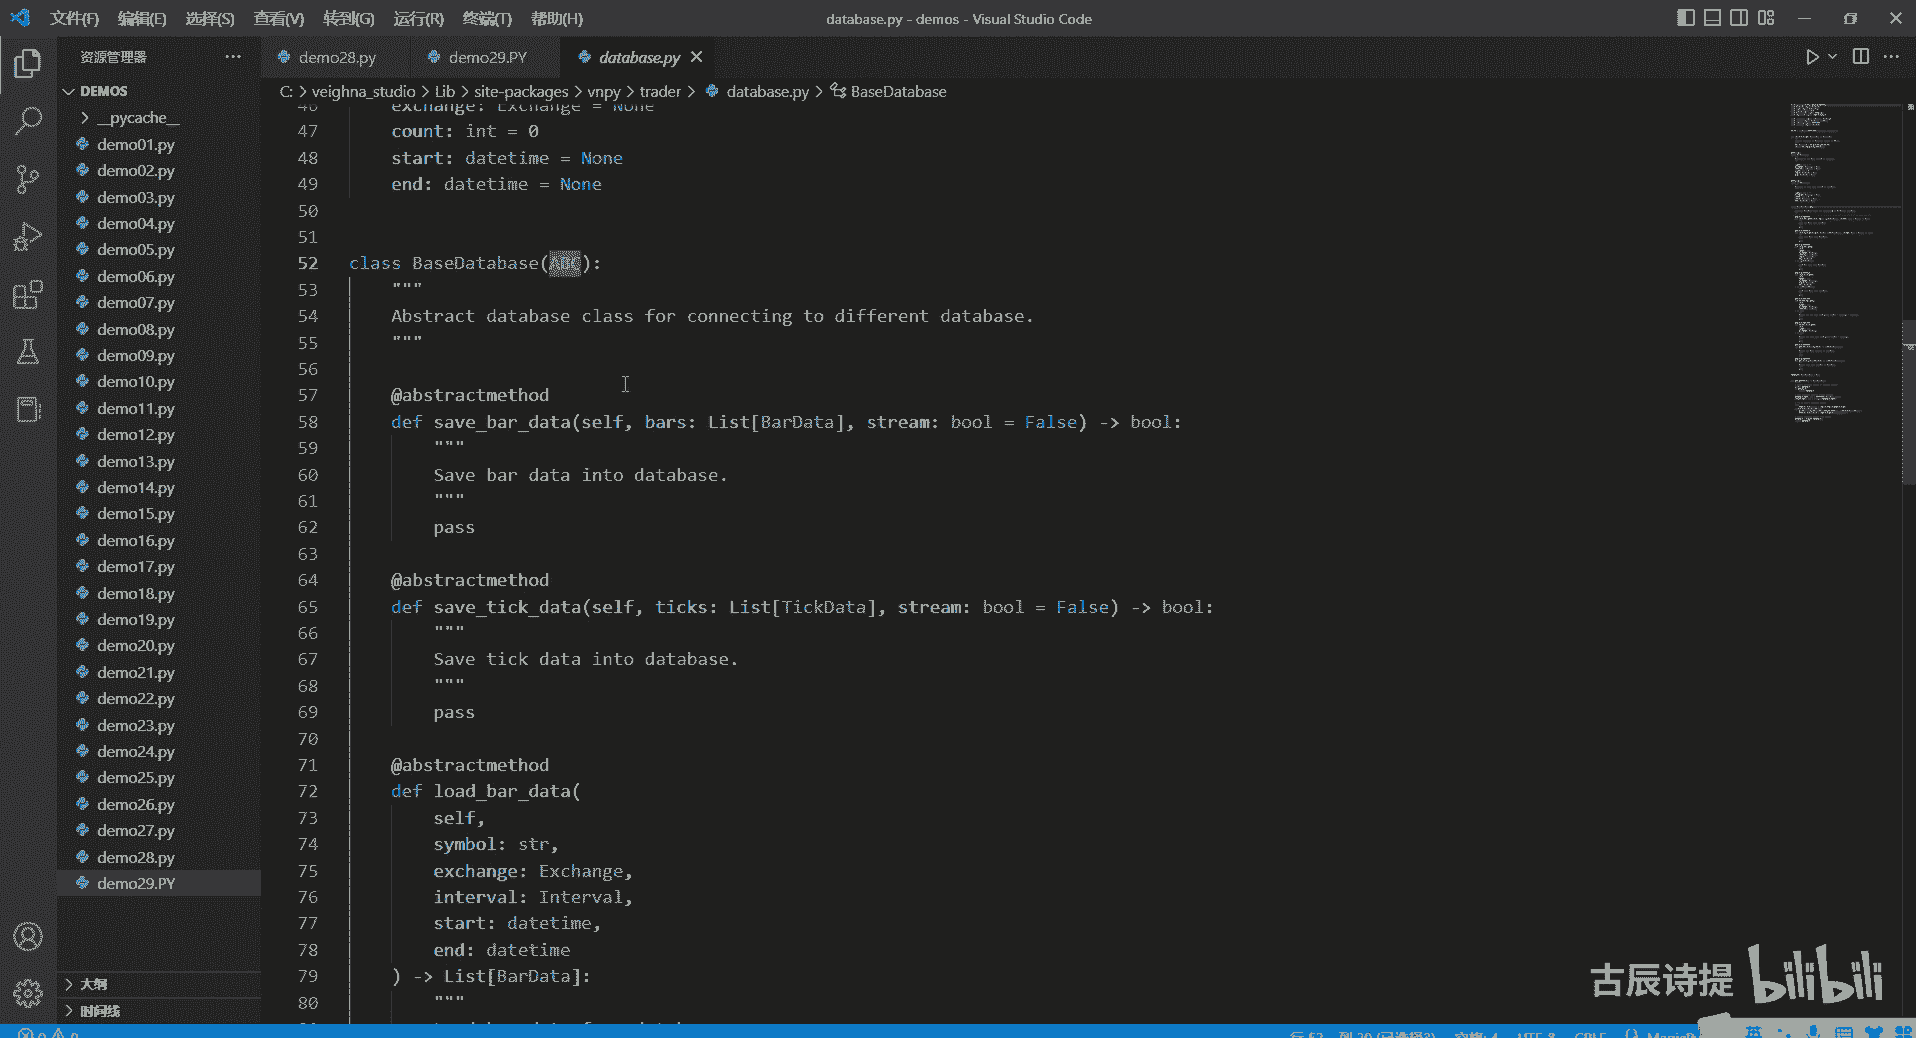 文件(F) 编辑(E) 选择(S) 查看(V) 转到(G) 运行(R) 终端(T) 帮助(H) database.py - demos - Visual Studio Code
资源管理器 ··· demo28.py demo29.PY database.py
DEMOS
C: > veighna_studio > Lib > site-packages > vnpy > trader > database.py > BaseDatabase
__pycache__
demo01.py
demo02.py
demo03.py
demo04.py
demo05.py
demo06.py
demo07.py
demo08.py
demo09.py
demo10.py
demo11.py
demo12.py
demo13.py
demo14.py
demo15.py
demo16.py
demo17.py
demo18.py
demo19.py
demo20.py
demo21.py
demo22.py
demo23.py
demo24.py
demo25.py
demo26.py
demo27.py
demo28.py
demo29.PY
大纲
时间线
46 exchange: Exchange = None
47 count: int = 0
48 start: datetime = None
49 end: datetime = None
50
51
52 class BaseDatabase(ABC):
53 """
54 Abstract database class for connecting to different database.
55 """
56
57 @abstractmethod
58 def save_bar_data(self, bars: List[BarData], stream: bool = False) -> bool:
59 """
60 Save bar data into database.
61 """
62 pass
63
64 @abstractmethod
65 def save_tick_data(self, ticks: List[TickData], stream: bool = False) -> bool:
66 """
67 Save tick data into database.
68 """
69 pass
70
71 @abstractmethod
72 def load_bar_data(
73 self,
74 symbol: str,
75 exchange: Exchange,
76 interval: Interval,
77 start: datetime,
78 end: datetime
79 ) -> List[BarData]:
80 """
古辰诗提 bilibili
英